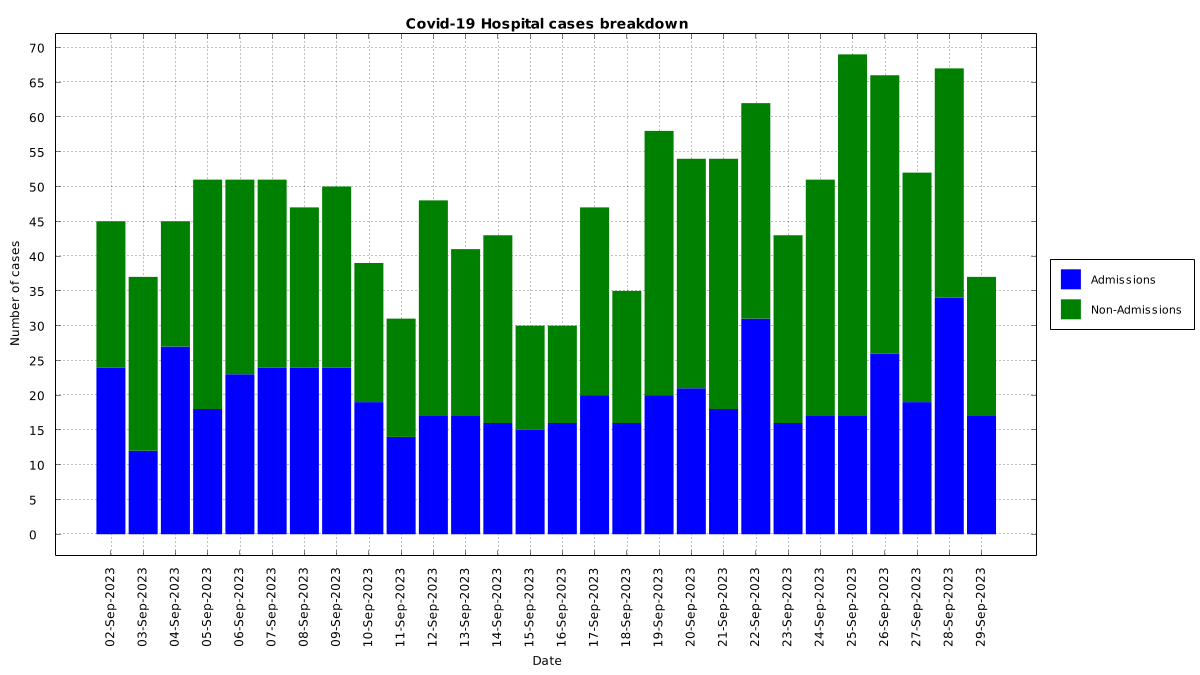 Covid-19 Hospital cases breakdown
70
65
60
55
50
45
40
35
30
25
20
15
10
5
0
Number of cases
Admissions
Non-Admissions
02-Sep-2023
03-Sep-2023
04-Sep-2023
05-Sep-2023
06-Sep-2023
07-Sep-2023
08-Sep-2023
09-Sep-2023
10-Sep-2023
11-Sep-2023
12-Sep-2023
13-Sep-2023
14-Sep-2023
15-Sep-2023
16-Sep-2023
17-Sep-2023
18-Sep-2023
19-Sep-2023
20-Sep-2023
21-Sep-2023
22-Sep-2023
23-Sep-2023
24-Sep-2023
25-Sep-2023
26-Sep-2023
27-Sep-2023
28-Sep-2023
29-Sep-2023
Date